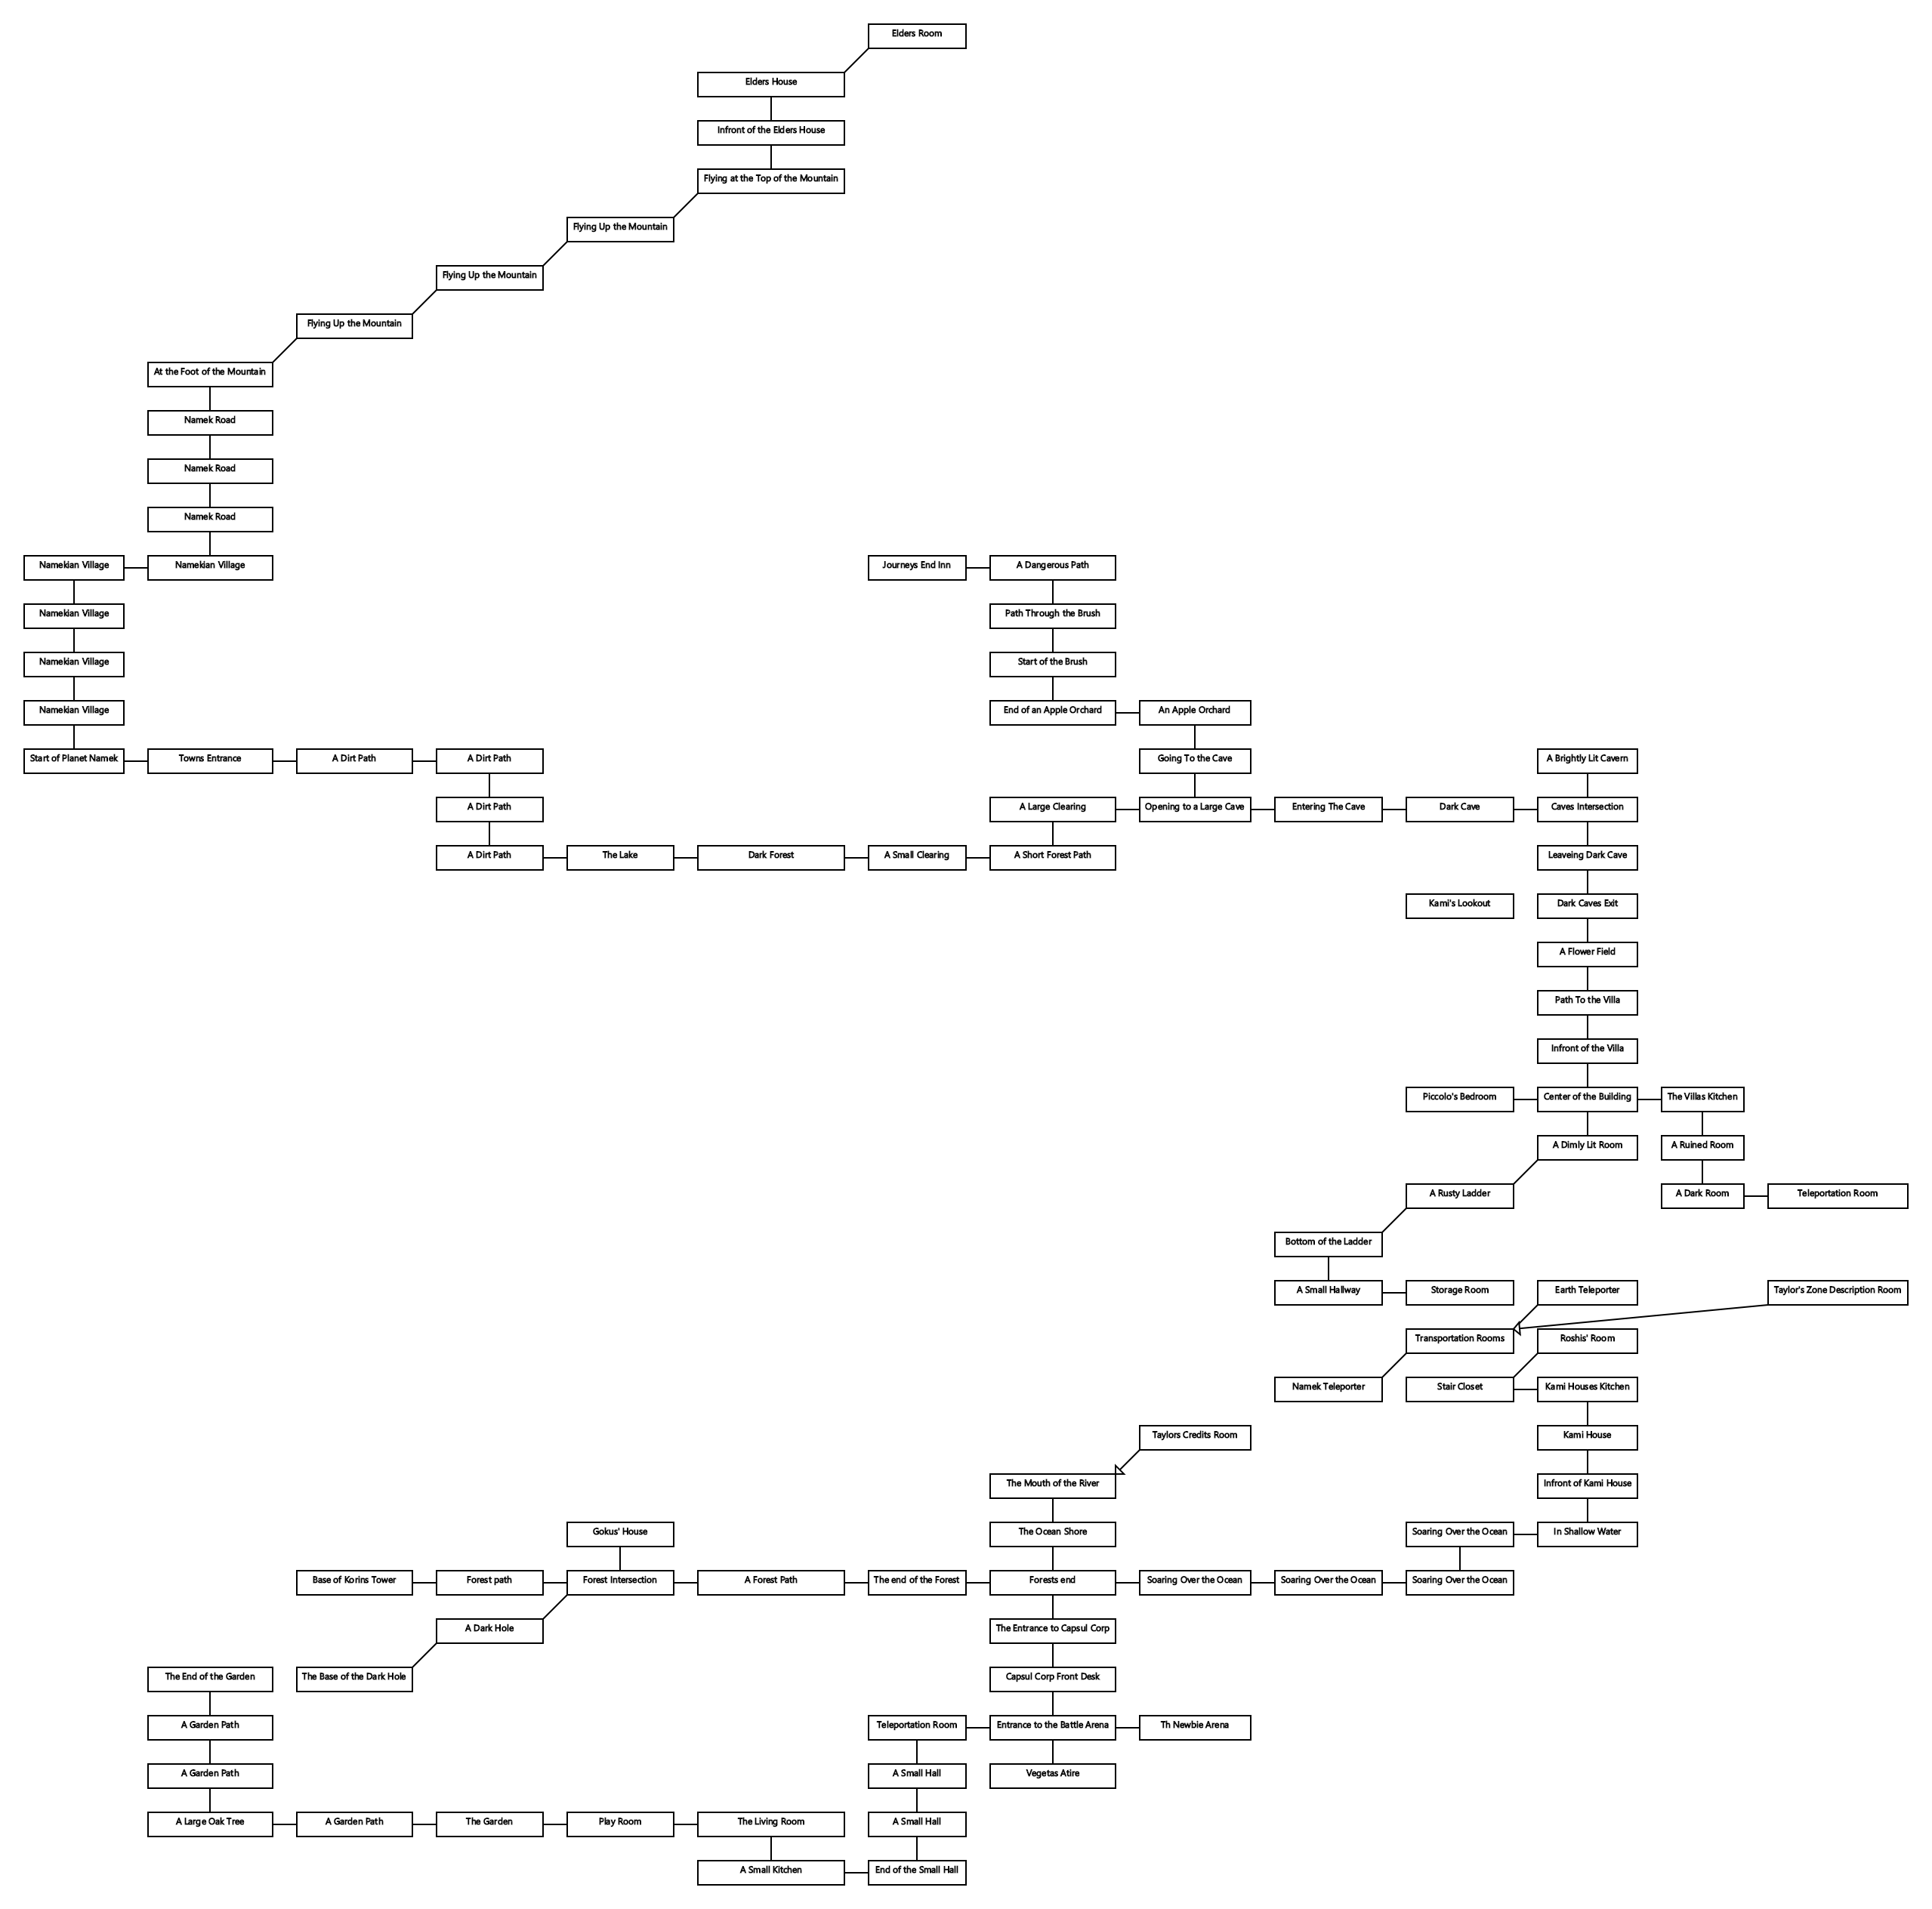 Elders Room
Elders House
Infront of the Elders House
Flying at the Top of the Mountain
Flying Up the Mountain
Flying Up the Mountain
Flying Up the Mountain
At the Foot of the Mountain
Namek Road
Namek Road
Namek Road
Namekian Village
Namekian Village
Journeys End Inn
A Dangerous Path
Namekian Village
Path Through the Brush
Namekian Village
Start of the Brush
Namekian Village
End of an Apple Orchard
An Apple Orchard
Start of Planet Namek
Towns Entrance
A Dirt Path
A Dirt Path
Going To the Cave
A Brightly Lit Cavern
A Dirt Path
A Large Clearing
Opening to a Large Cave
Entering The Cave
Dark Cave
Caves Intersection
A Dirt Path
The Lake
Dark Forest
A Small Clearing
A Short Forest Path
Leaveing Dark Cave
Kami's Lookout
Dark Caves Exit
A Flower Field
Path To the Villa
Infront of the Villa
Piccolo's Bedroom
Center of the Building
The Villas Kitchen
A Dimly Lit Room
A Ruined Room
A Rusty Ladder
A Dark Room
Teleportation Room
Bottom of the Ladder
A Small Hallway
Storage Room
Earth Teleporter
Taylor's Zone Description Room
Transportation Rooms
Roshis' Room
Namek Teleporter
Stair Closet
Kami Houses Kitchen
Taylors Credits Room
Kami House
The Mouth of the River
Infront of Kami House
Gokus' House
The Ocean Shore
Soaring Over the Ocean
In Shallow Water
Base of Korins Tower
Forest path
Forest Intersection
A Forest Path
The end of the Forest
Forests end
Soaring Over the Ocean
Soaring Over the Ocean
Soaring Over the Ocean
A Dark Hole
The Entrance to Capsul Corp
The End of the Garden
The Base of the Dark Hole
Capsul Corp Front Desk
A Garden Path
Teleportation Room
Entrance to the Battle Arena
Th Newbie Arena
A Garden Path
A Small Hall
Vegetas Atire
A Large Oak Tree
A Garden Path
The Garden
Play Room
The Living Room
A Small Hall
A Small Kitchen
End of the Small Hall